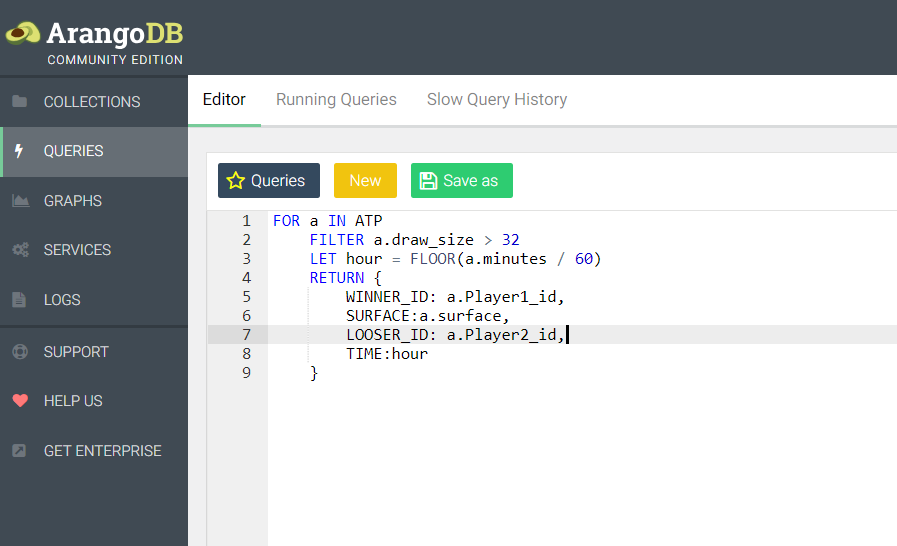 ArangoDB
COMMUNITY EDITION
COLLECTIONS
QUERIES
GRAPHS
SERVICES
LOGS
SUPPORT
HELP US
GET ENTERPRISE
Editor Running Queries Slow Query History
Queries New Save as
1 FOR a IN ATP
2 FILTER a.draw_size > 32
3 LET hour = FLOOR(a.minutes / 60)
4 RETURN {
5 WINNER_ID: a.Player1_id,
6 SURFACE:a.surface,
7 LOOSER_ID: a.Player2_id,
8 TIME:hour
9 }